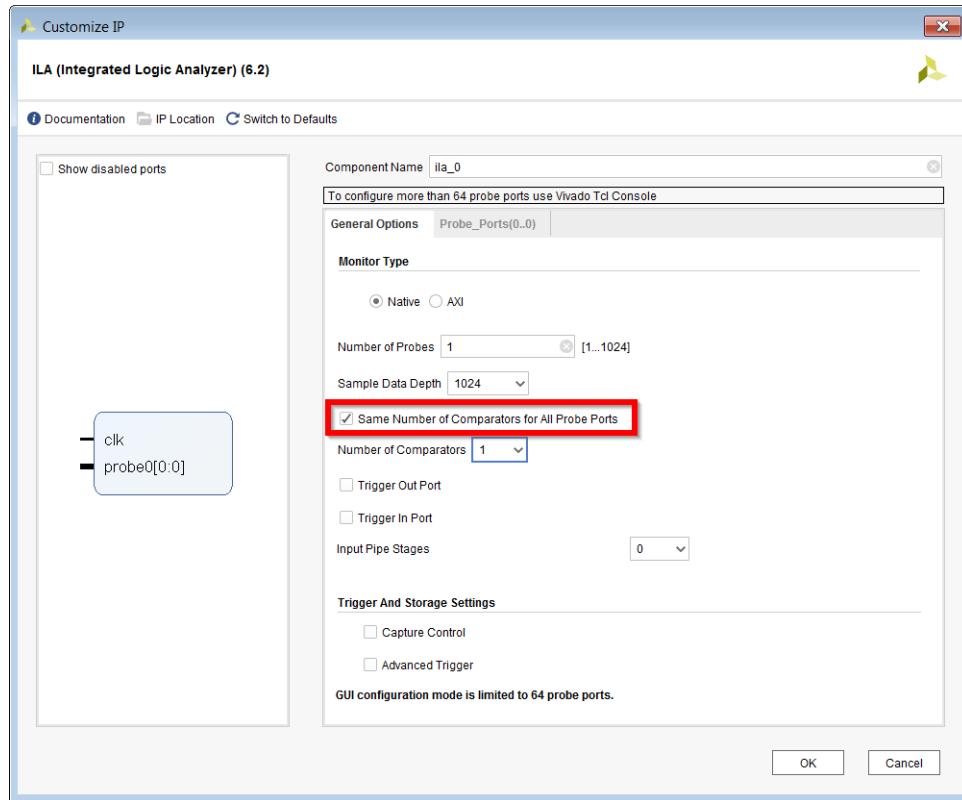 Customize IP
ILA (Integrated Logic Analyzer) (6.2)
Documentation IP Location Switch to Defaults
Show disabled ports
clk
probe0[0:0]
Component Name ila_0
To configure more than 64 probe ports use Vivado Tcl Console
General Options Probe_Ports(0..0)
Monitor Type
Native AXI
Number of Probes 1 [1...1024]
Sample Data Depth 1024
Same Number of Comparators for All Probe Ports
Number of Comparators 1
Trigger Out Port
Trigger In Port
Input Pipe Stages 0
Trigger And Storage Settings
Capture Control
Advanced Trigger
GUI configuration mode is limited to 64 probe ports.
OK Cancel